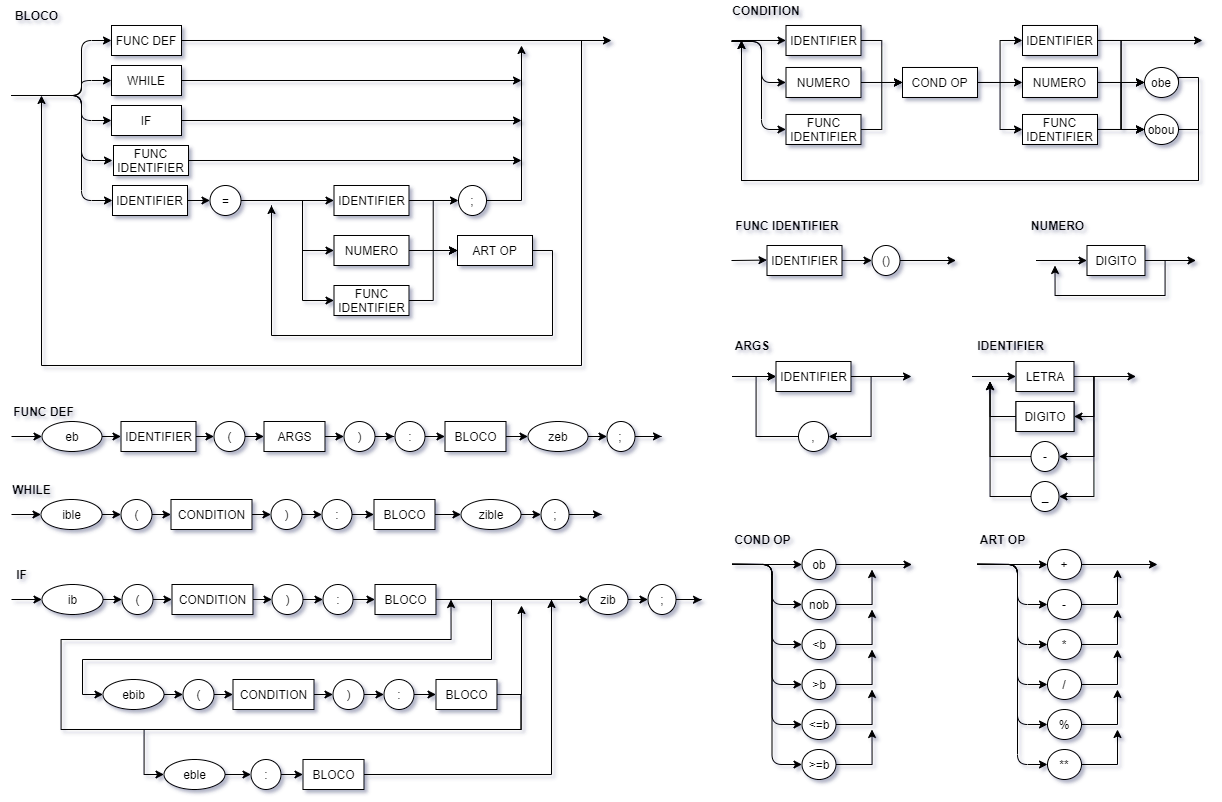 BLOCO
FUNC DEF
WHILE
IF
FUNC
IDENTIFIER
IDENTIFIER
=
IDENTIFIER
;
NUMERO
ART OP
FUNC
IDENTIFIER
CONDITION
IDENTIFIER
IDENTIFIER
NUMERO
COND OP
NUMERO
obe
FUNC
IDENTIFIER
FUNC
IDENTIFIER
obou
FUNC IDENTIFIER
IDENTIFIER
()
NUMERO
DIGITO
ARGS
IDENTIFIER
,
IDENTIFIER
LETRA
DIGITO
-
_
FUNC DEF
eb
IDENTIFIER
(
ARGS
)
:
BLOCO
zeb
;
WHILE
ible
(
CONDITION
)
:
BLOCO
zible
;
IF
ib
(
CONDITION
)
:
BLOCO
zib
;
ebib
(
CONDITION
)
:
BLOCO
eble
:
BLOCO
COND OP
ob
nob
<b
>b
<=b
>=b
ART OP
+
-
*
/
%
**